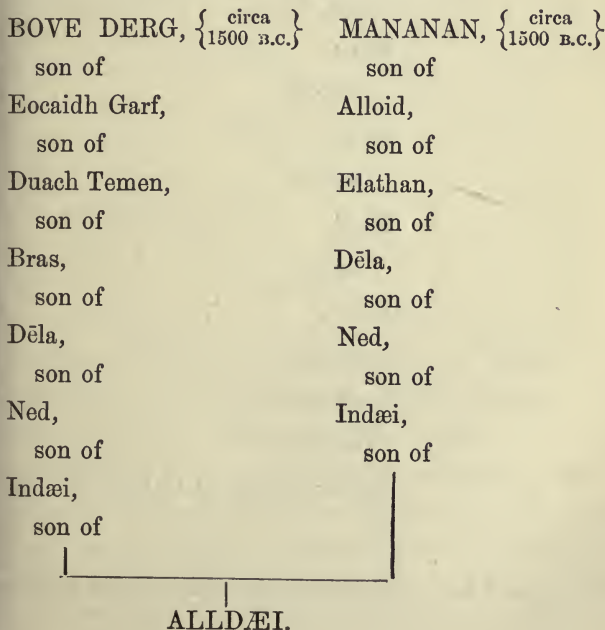 BOVE DERG, {circa 1500 B.C.} MANANAN, {circa 1500 B.C.}
son of son of
Eocaidh Garf, Alloid,
son of son of
Duach Temen, Elathan,
son of son of
Bras, Dēla,
son of son of
Dēla, Ned,
son of son of
Ned, Indæi,
son of son of
Indæi,
son of
ALLDÆI.